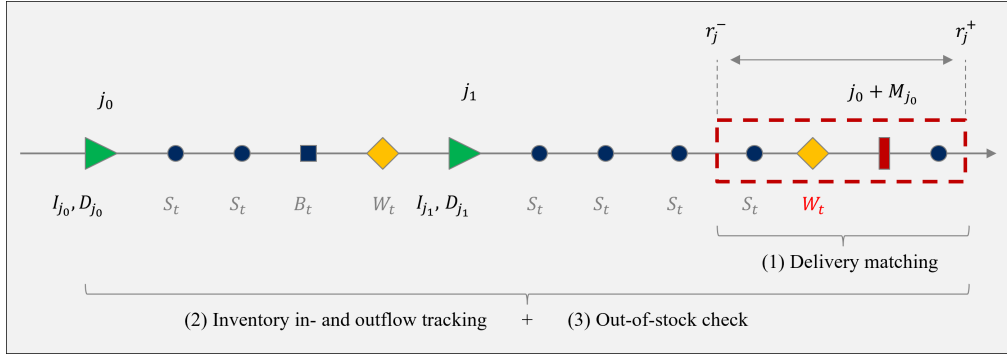 r_j^- r_j^+
j_0 j_1 j_0 + M_{j_0}
I_{j_0}, D_{j_0} S_t S_t B_t W_t I_{j_1}, D_{j_1} S_t S_t S_t S_t W_t
(1) Delivery matching
(2) Inventory in- and outflow tracking + (3) Out-of-stock check